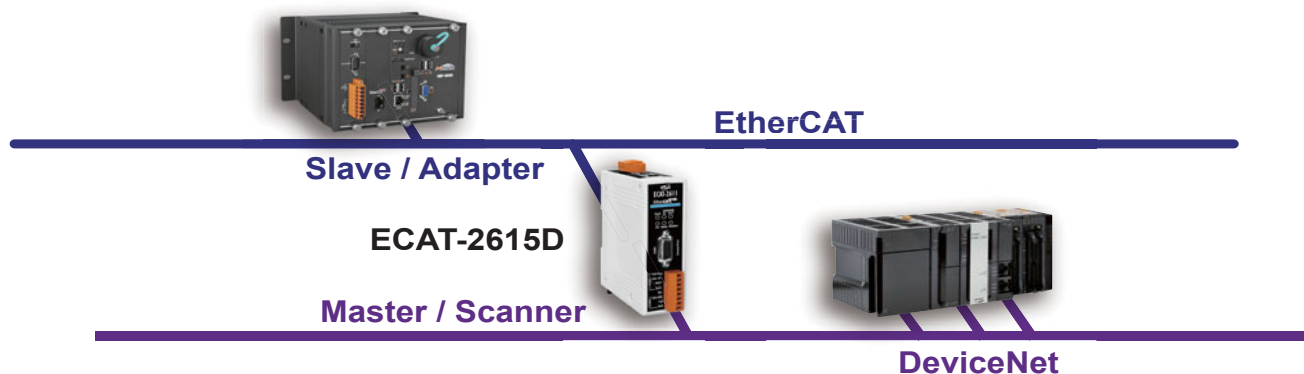 EtherCAT
Slave / Adapter
ECAT-2615D
Master / Scanner
DeviceNet